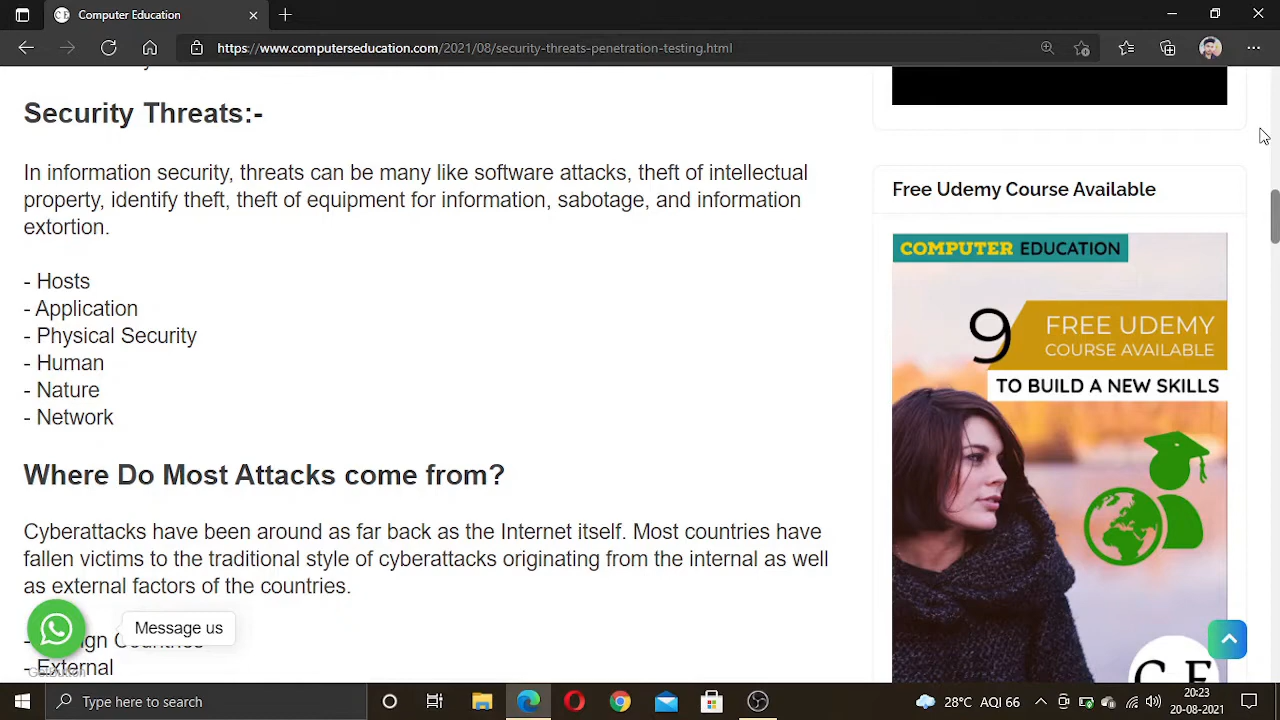 Computer Education
https://www.computerseducation.com/2021/08/security-threats-penetration-testing.html
Security Threats:-
In information security, threats can be many like software attacks, theft of intellectual
property, identify theft, theft of equipment for information, sabotage, and information
extortion.
- Hosts
- Application
- Physical Security
- Human
- Nature
- Network
Where Do Most Attacks come from?
Cyberattacks have been around as far back as the Internet itself. Most countries have
fallen victims to the traditional style of cyberattacks originating from the internal as well
as external factors of the countries.
Message us
Countries
- External
Free Udemy Course Available
COMPUTER EDUCATION
9 FREE UDEMY
COURSE AVAILABLE
TO BUILD A NEW SKILLS
C E
Type here to search
28°C AQI 66
20:23
20-08-2021